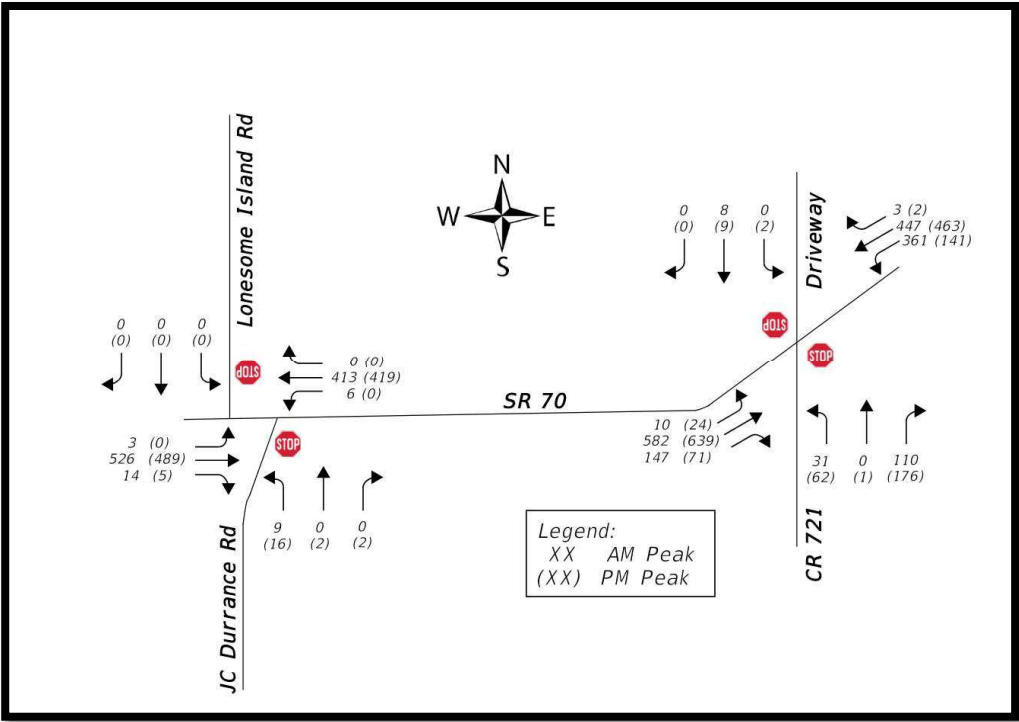 Lonesome Island Rd
N
W E
S
Driveway
0 8 0
(0) (9) (2)
3 (2)
447 (463)
361 (141)
STOP
STOP
0 0 0
(0) (0) (0)
STOP
0 (0)
413 (419)
6 (0)
SR 70
3 (0)
526 (489)
14 (5)
STOP
10 (24)
582 (639)
147 (71)
31 0 110
(62) (1) (176)
9 0 0
(16) (2) (2)
JC Durrance Rd
CR 721
Legend:
XX AM Peak
(XX) PM Peak